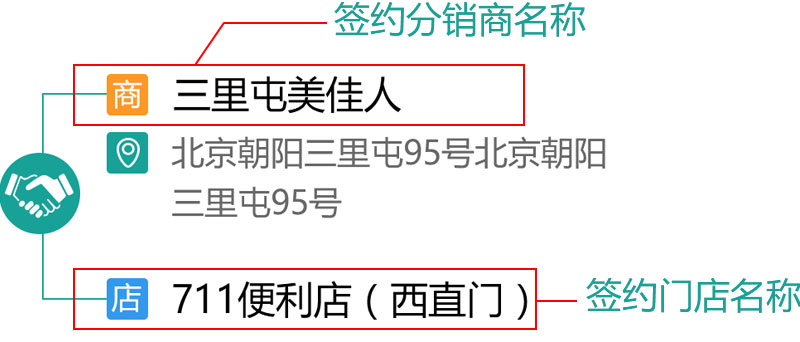 签约分销商名称
商 三里屯美佳人
北京朝阳三里屯95号北京朝阳
三里屯95号
店 711便利店（西直门）
签约门店名称